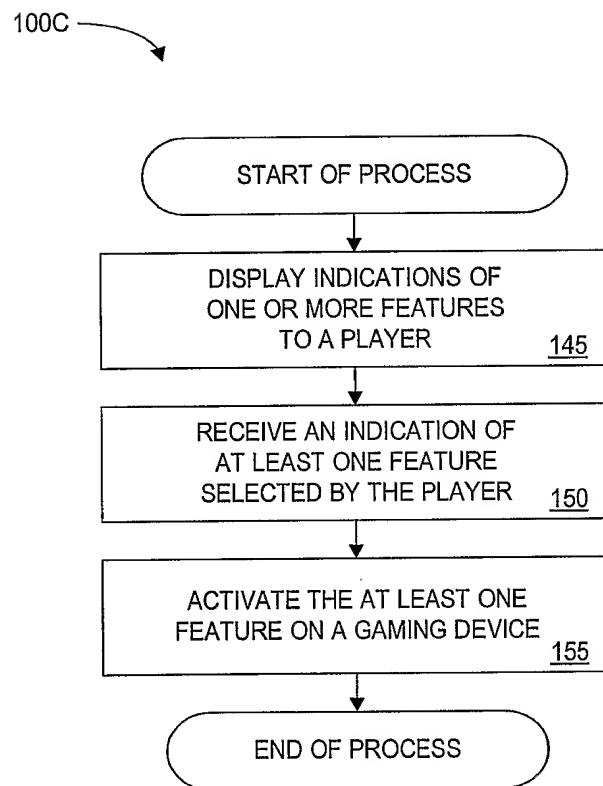 100C
START OF PROCESS
DISPLAY INDICATIONS OF
ONE OR MORE FEATURES
TO A PLAYER
145
RECEIVE AN INDICATION OF
AT LEAST ONE FEATURE
SELECTED BY THE PLAYER
150
ACTIVATE THE AT LEAST ONE
FEATURE ON A GAMING DEVICE
155
END OF PROCESS